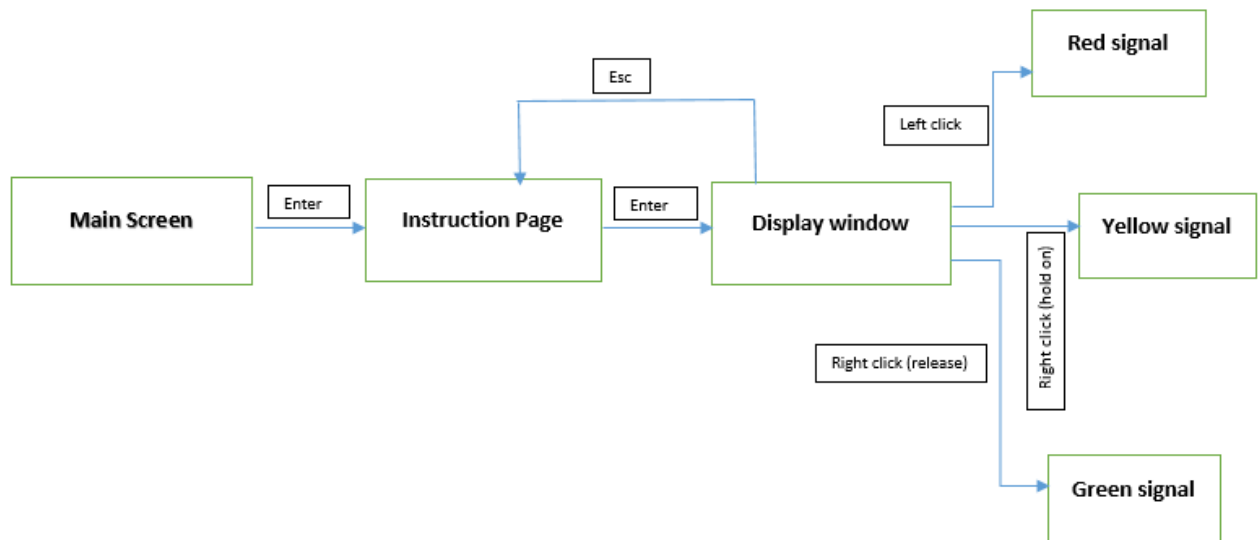 Red signal
Esc
Left click
Main Screen
Enter
Instruction Page
Enter
Display window
Yellow signal
Right click (hold on)
Right click (release)
Green signal